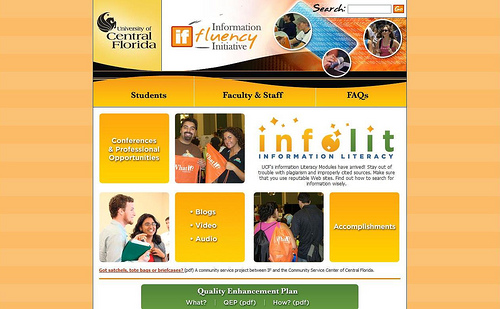 Search: Go
University of
Central
Florida
Information
if fluency
Initiative
Students Faculty & Staff FAQs
Conferences
& Professional
Opportunities
What if?
infolit
INFORMATION LITERACY
UCF's Information Literacy Modules have arrived! Stay out of
trouble with plagiarism and improperly cited sources. Make sure
that you use reputable Web sites. Find out how to search for
information wisely.
• Blogs
• Video
• Audio
Accomplishments
Got satchels, tote bags or briefcases? (pdf) A community service project between IF and the Community Service Center of Central Florida.
Quality Enhancement Plan
What? | QEP (pdf) | How? (pdf)